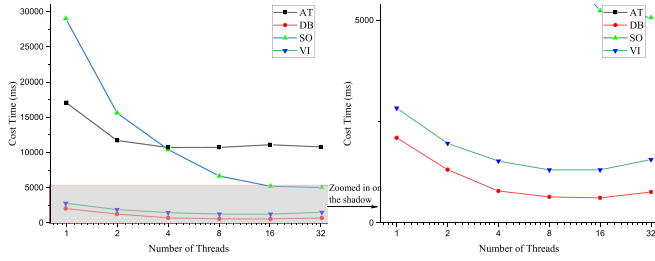 30000
25000
20000
15000
10000
5000
0
Cost Time (ms)
1 2 4 8 16 32
Number of Threads
AT
DB
SO
VI
Zoomed in on
the shadow
5000
0
Cost Time (ms)
1 2 4 8 16 32
Number of Threads
AT
DB
SO
VI